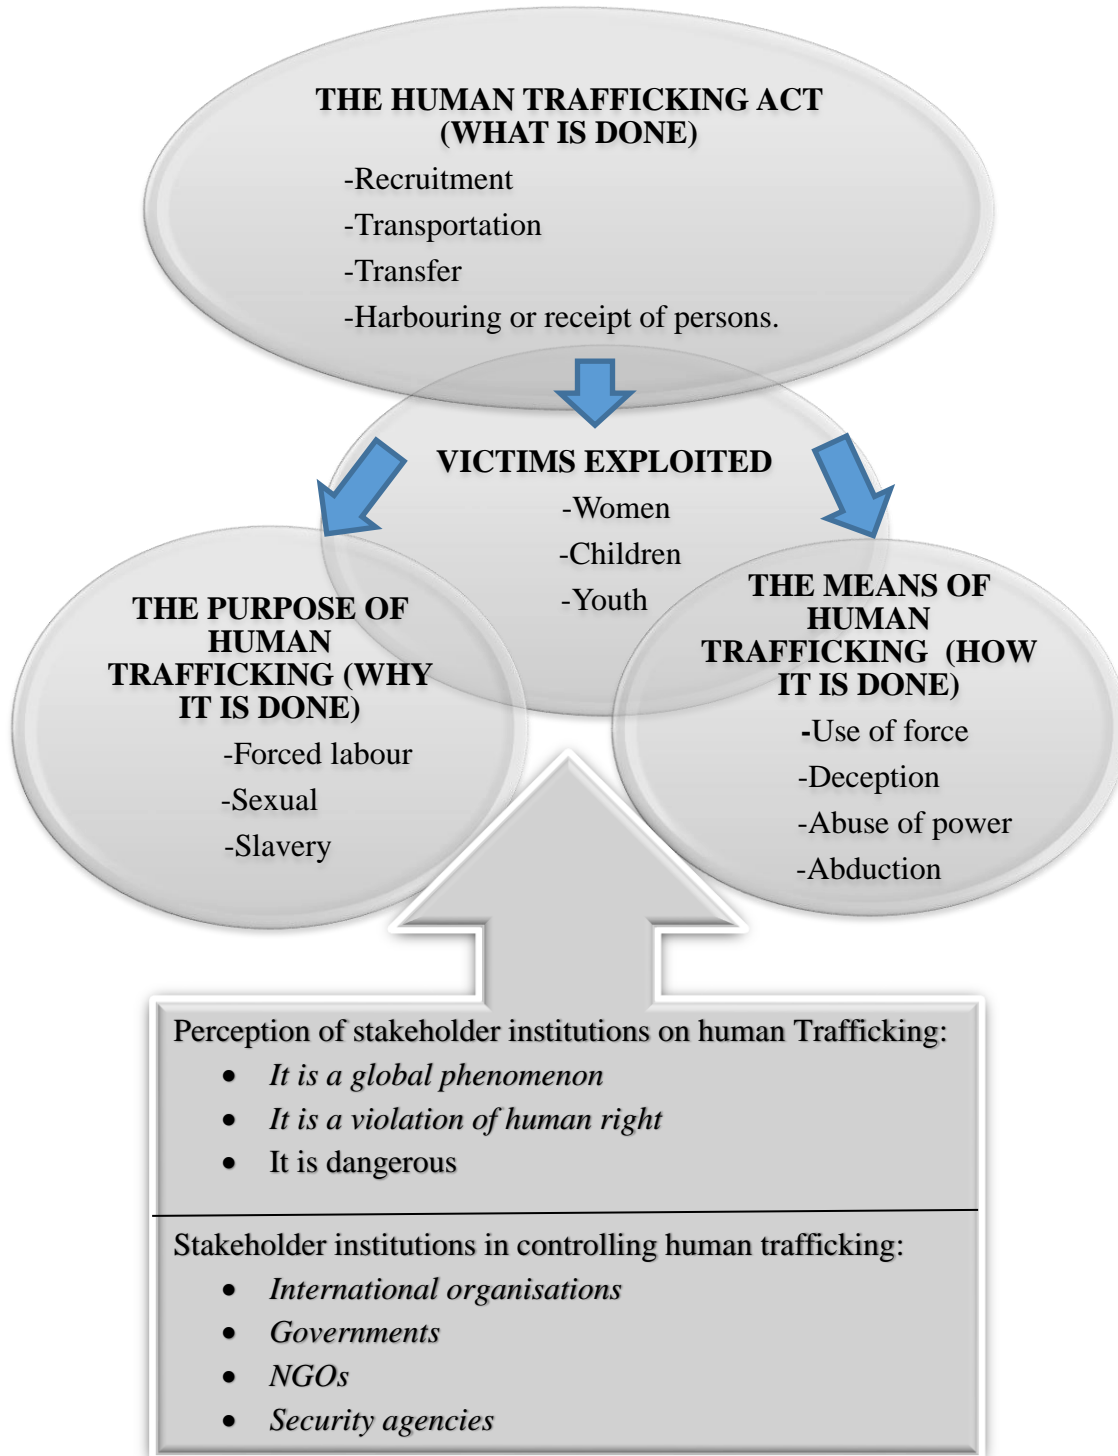 THE HUMAN TRAFFICKING ACT
(WHAT IS DONE)
-Recruitment
-Transportation
-Transfer
-Harbouring or receipt of persons.
VICTIMS EXPLOITED
-Women
-Children
-Youth
THE PURPOSE OF
HUMAN
TRAFFICKING (WHY
IT IS DONE)
-Forced labour
-Sexual
-Slavery
THE MEANS OF
HUMAN
TRAFFICKING (HOW
IT IS DONE)
-Use of force
-Deception
-Abuse of power
-Abduction
Perception of stakeholder institutions on human Trafficking:
• It is a global phenomenon
• It is a violation of human right
• It is dangerous
Stakeholder institutions in controlling human trafficking:
• International organisations
• Governments
• NGOs
• Security agencies